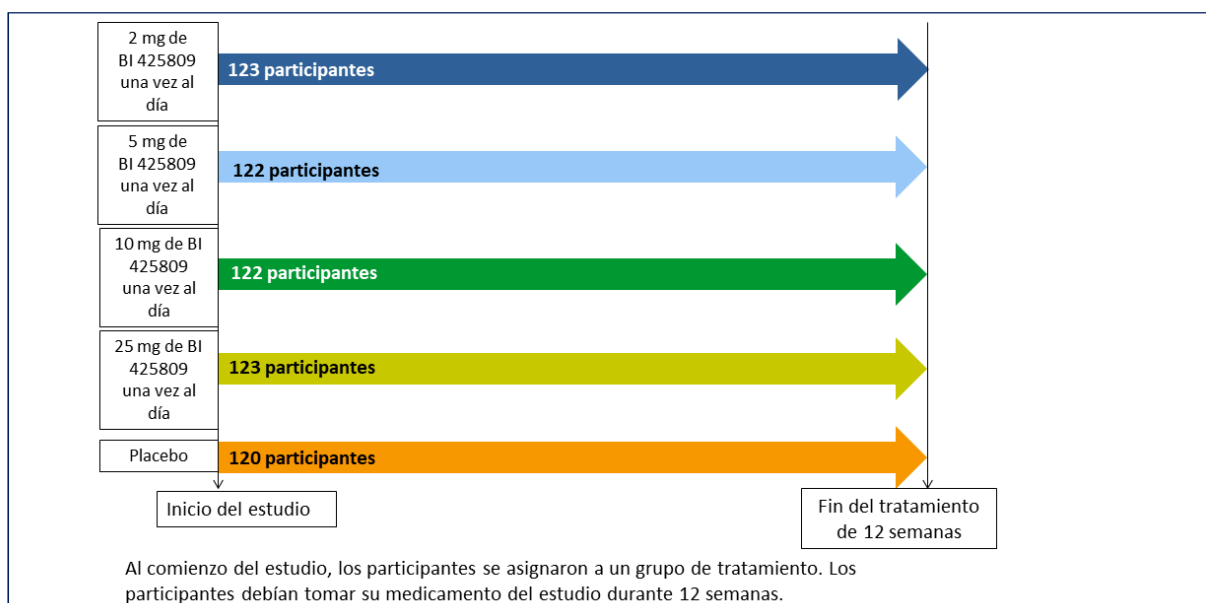 2 mg de
BI 425809
una vez al
día
123 participantes
5 mg de
BI 425809
una vez al
día
122 participantes
10 mg de BI
425809
una vez al
día
122 participantes
25 mg de BI
425809
una vez al
día
123 participantes
Placebo
120 participantes
Inicio del estudio
Fin del tratamiento
de 12 semanas
Al comienzo del estudio, los participantes se asignaron a un grupo de tratamiento. Los
participantes debían tomar su medicamento del estudio durante 12 semanas.